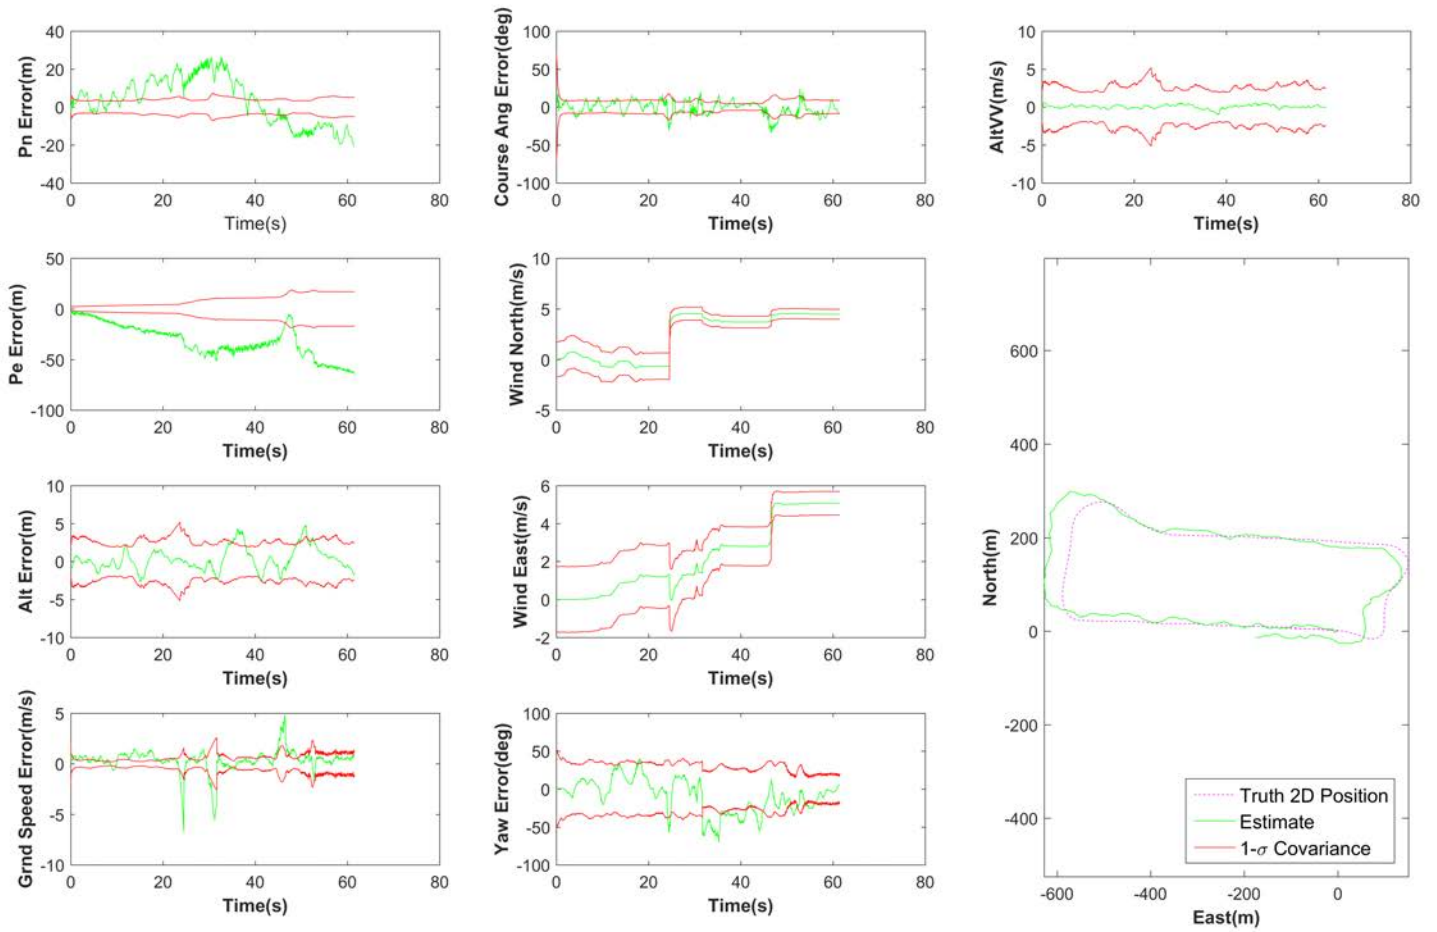 40
20
0
-20
-40
Pn Error(m)
0 20 40 60 80
Time(s)
100
50
0
-50
-100
Course Ang Error(deg)
0 20 40 60 80
Time(s)
10
5
0
-5
-10
AltVV(m/s)
0 20 40 60 80
Time(s)
50
0
-50
-100
Pe Error(m)
0 20 40 60 80
Time(s)
10
5
0
-5
Wind North(m/s)
0 20 40 60 80
Time(s)
10
5
0
-5
-10
Alt Error(m)
0 20 40 60 80
Time(s)
6
4
2
0
-2
Wind East(m/s)
0 20 40 60 80
Time(s)
5
0
-5
-10
Grnd Speed Error(m/s)
0 20 40 60 80
Time(s)
100
50
0
-50
-100
Yaw Error(deg)
0 20 40 60 80
Time(s)
600
400
200
0
-200
-400
North(m)
Truth 2D Position
Estimate
1-σ Covariance
-600 -400 -200 0
East(m)